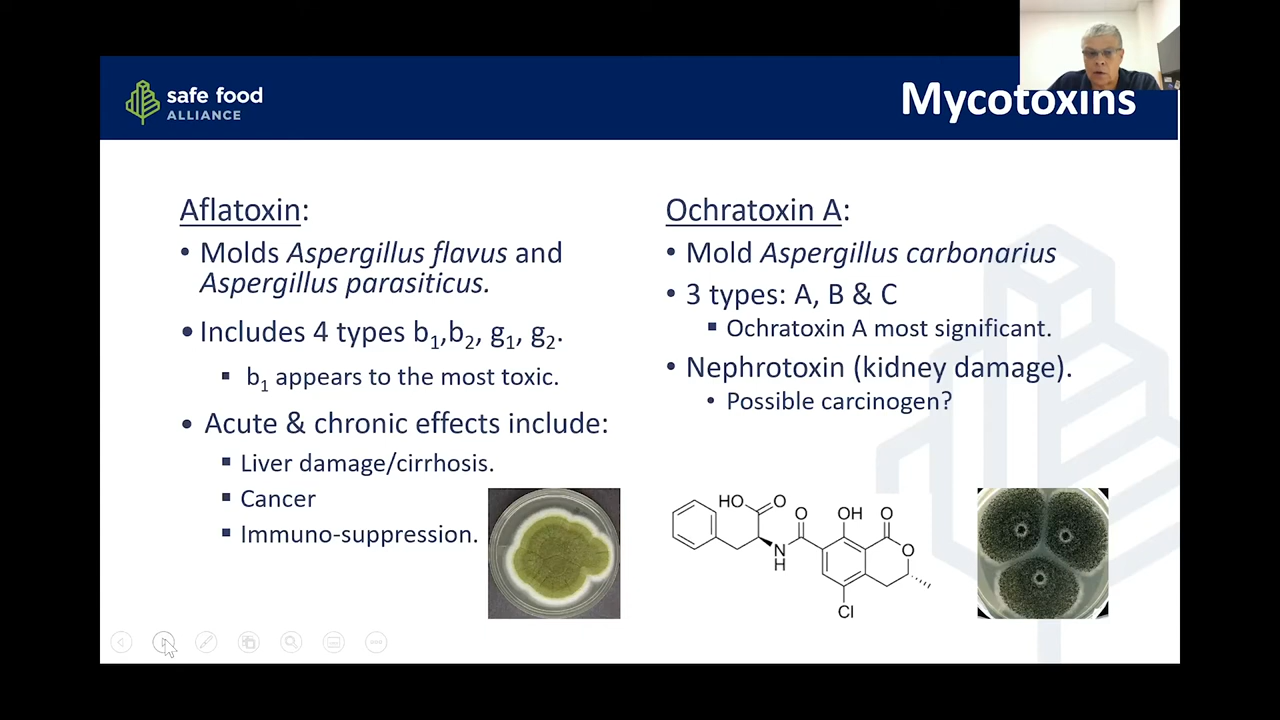 safe food
ALLIANCE
Mycotoxins
Aflatoxin:
• Molds Aspergillus flavus and
Aspergillus parasiticus.
• Includes 4 types b₁,b₂, g₁, g₂.
▪ b₁ appears to the most toxic.
• Acute & chronic effects include:
▪ Liver damage/cirrhosis.
▪ Cancer
▪ Immuno-suppression.
Ochratoxin A:
• Mold Aspergillus carbonarius
• 3 types: A, B & C
▪ Ochratoxin A most significant.
• Nephrotoxin (kidney damage).
• Possible carcinogen?
HO
O
O
OH
O
N
H
O
Cl